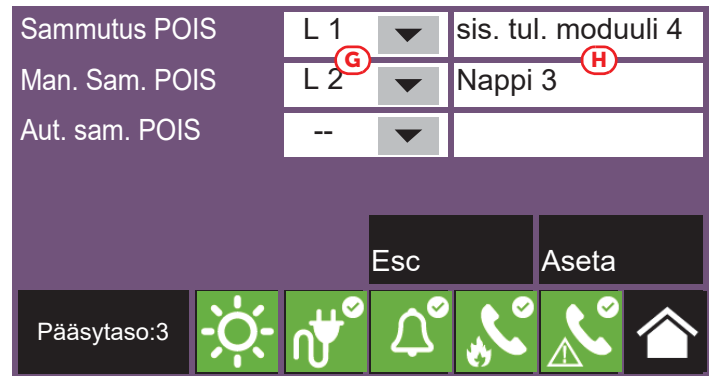 Sammutus POIS L 1 sis. tul. moduuli 4
G H
Man. Sam. POIS L 2 Nappi 3
Aut. sam. POIS --
Esc Aseta
Pääsytaso:3